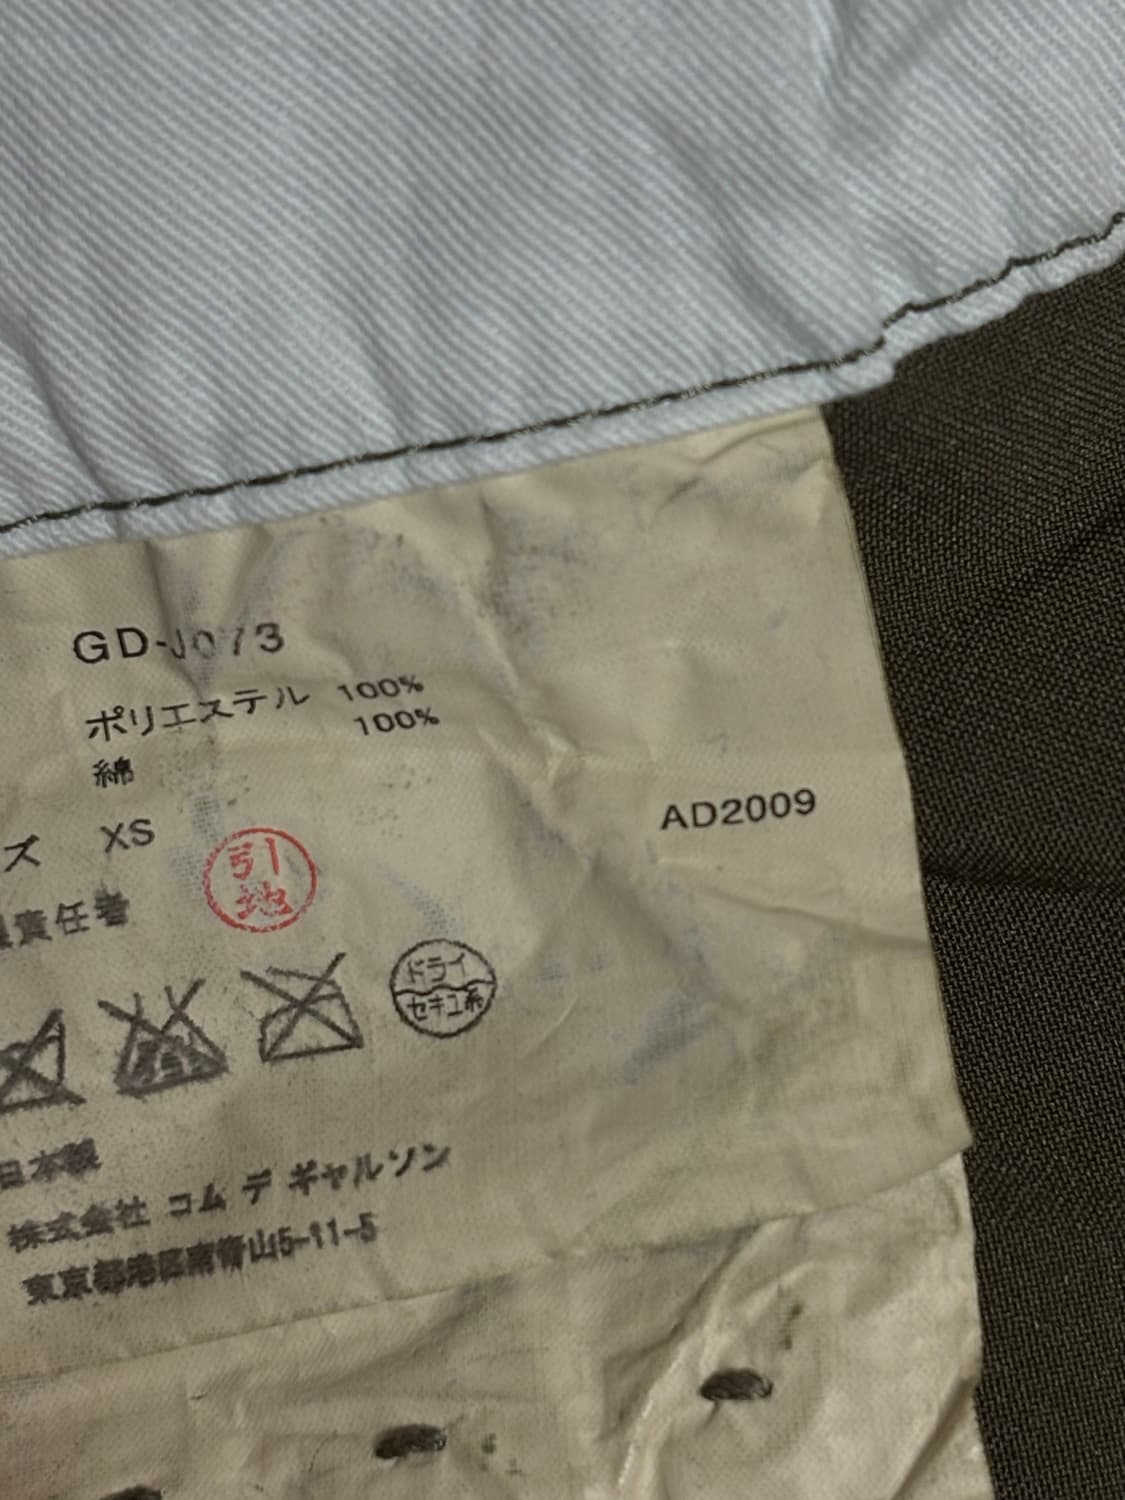 GD-J073
ポリエステル 100%
綿 100%
AD2009
ズ XS
引地
責任者
ドライ
セキユ系
日本製
株式会社 コム デ ギャルソン
東京都港区南青山5-11-5